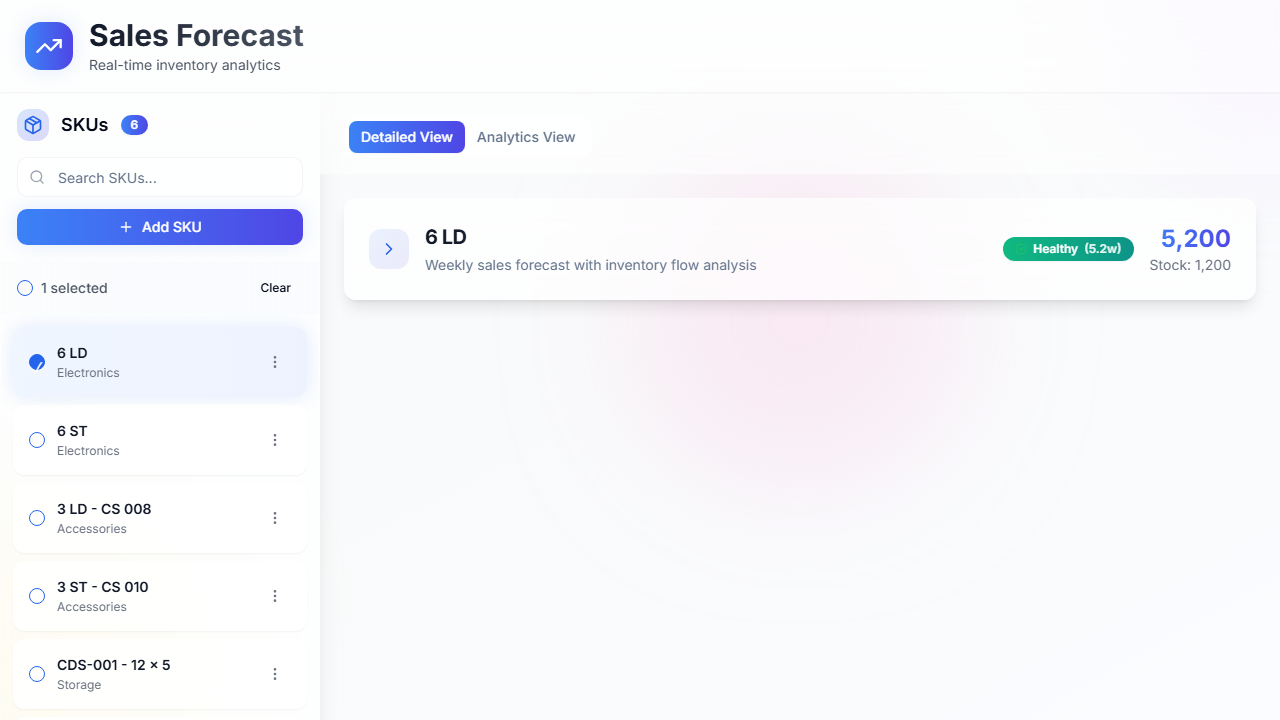 Sales Forecast
Real-time inventory analytics
SKUs 6
Search SKUs...
+ Add SKU
1 selected Clear
6 LD
Electronics
6 ST
Electronics
3 LD - CS 008
Accessories
3 ST - CS 010
Accessories
CDS-001 - 12 × 5
Storage
Detailed View Analytics View
6 LD
Weekly sales forecast with inventory flow analysis
Healthy (5.2w)
5,200
Stock: 1,200